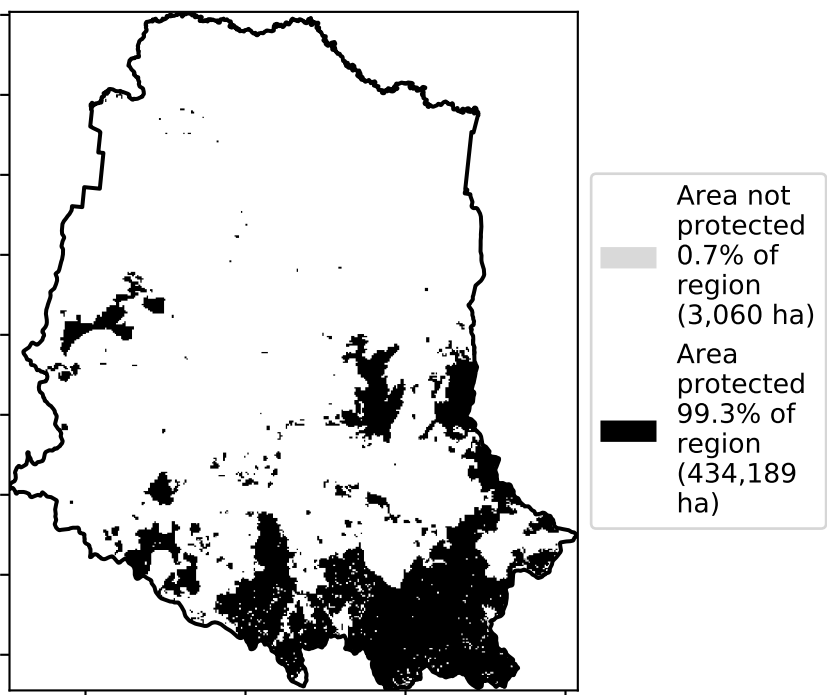 Area not
protected
0.7% of
region
(3,060 ha)
Area
protected
99.3% of
region
(434,189
ha)